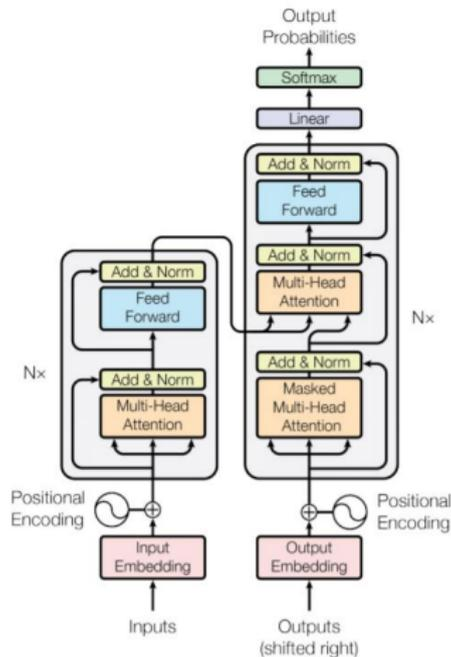 Output
Probabilities
Softmax
Linear
Add & Norm
Feed
Forward
Add & Norm
Multi-Head
Attention
Add & Norm
Masked
Multi-Head
Attention
N×
Add & Norm
Feed
Forward
Add & Norm
Multi-Head
Attention
N×
Positional
Encoding
Positional
Encoding
Input
Embedding
Output
Embedding
Inputs
Outputs
(shifted right)